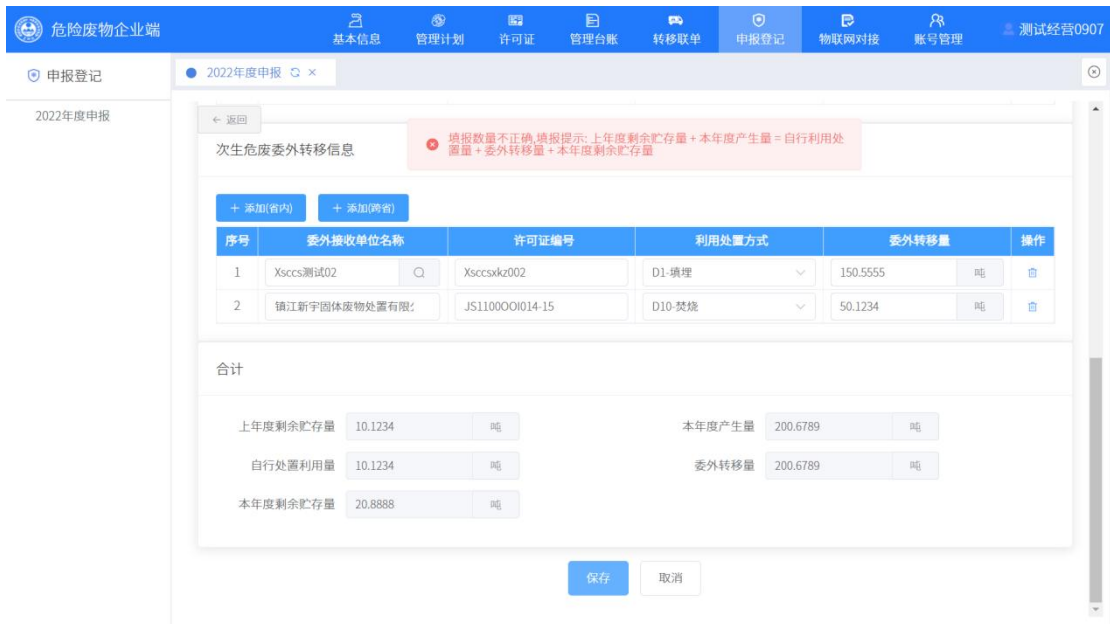 危险废物企业端
基本信息 管理计划 许可证 管理台账 转移联单 申报登记 物联网对接 账号管理 测试经营0907
申报登记
2022年度申报
2022年度申报
返回
填报数量不正确,填报提示: 上年度剩余贮存量 + 本年度产生量 = 自行利用处
置量 + 委外转移量 + 本年度剩余贮存量
次生危废委外转移信息
+ 添加(省内) + 添加(跨省)
序号 委外接收单位名称 许可证编号 利用处置方式 委外转移量 操作
1 Xsccs测试02 Xsccsxkz002 D1-填埋 150.5555 吨
2 镇江新宇固体废物处置有限 JS1100OOI014-15 D10-焚烧 50.1234 吨
合计
上年度剩余贮存量 10.1234 吨 本年度产生量 200.6789 吨
自行处置利用量 10.1234 吨 委外转移量 200.6789 吨
本年度剩余贮存量 20.8888 吨
保存 取消